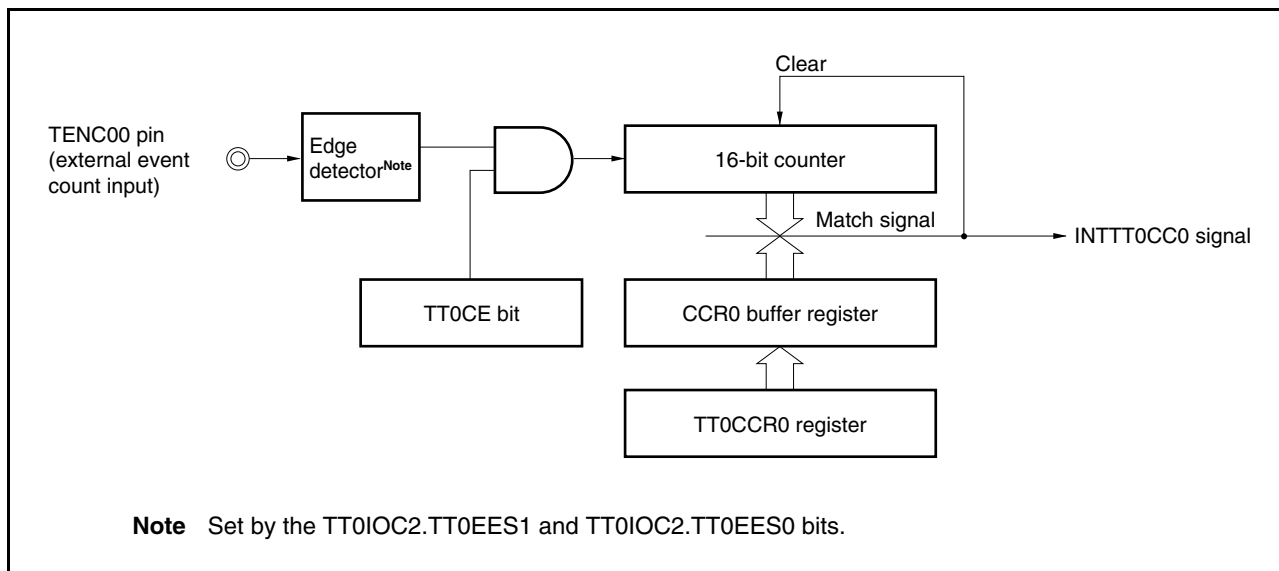 Clear
TENC00 pin
(external event
count input)
Edge
detectorNote
16-bit counter
Match signal
INTTT0CC0 signal
TT0CE bit
CCR0 buffer register
TT0CCR0 register
Note Set by the TT0IOC2.TT0EES1 and TT0IOC2.TT0EES0 bits.